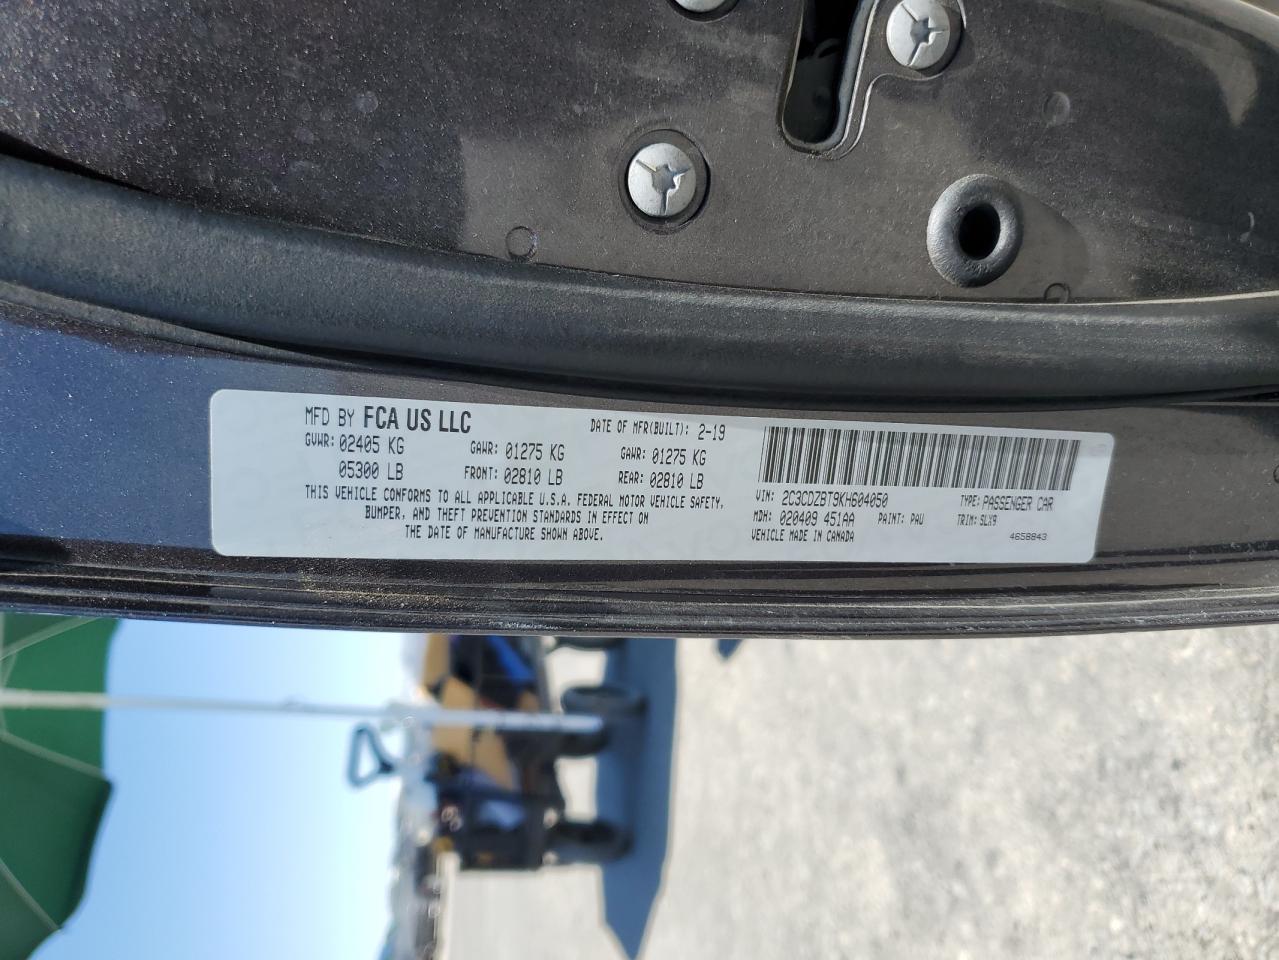 MFD BY FCA US LLC
DATE OF MFR(BUILT): 2-19
GVWR: 02405 KG GAWR: 01275 KG GAWR: 01275 KG
05300 LB FRONT: 02810 LB REAR: 02810 LB
THIS VEHICLE CONFORMS TO ALL APPLICABLE U.S.A. FEDERAL MOTOR VEHICLE SAFETY,
BUMPER, AND THEFT PREVENTION STANDARDS IN EFFECT ON
THE DATE OF MANUFACTURE SHOWN ABOVE.
VIN: 2C3CDZBT9KH604050 TYPE: PASSENGER CAR
MDH: 020409 451AA PAINT: PAU TRIM: SLX9
VEHICLE MADE IN CANADA 4658843